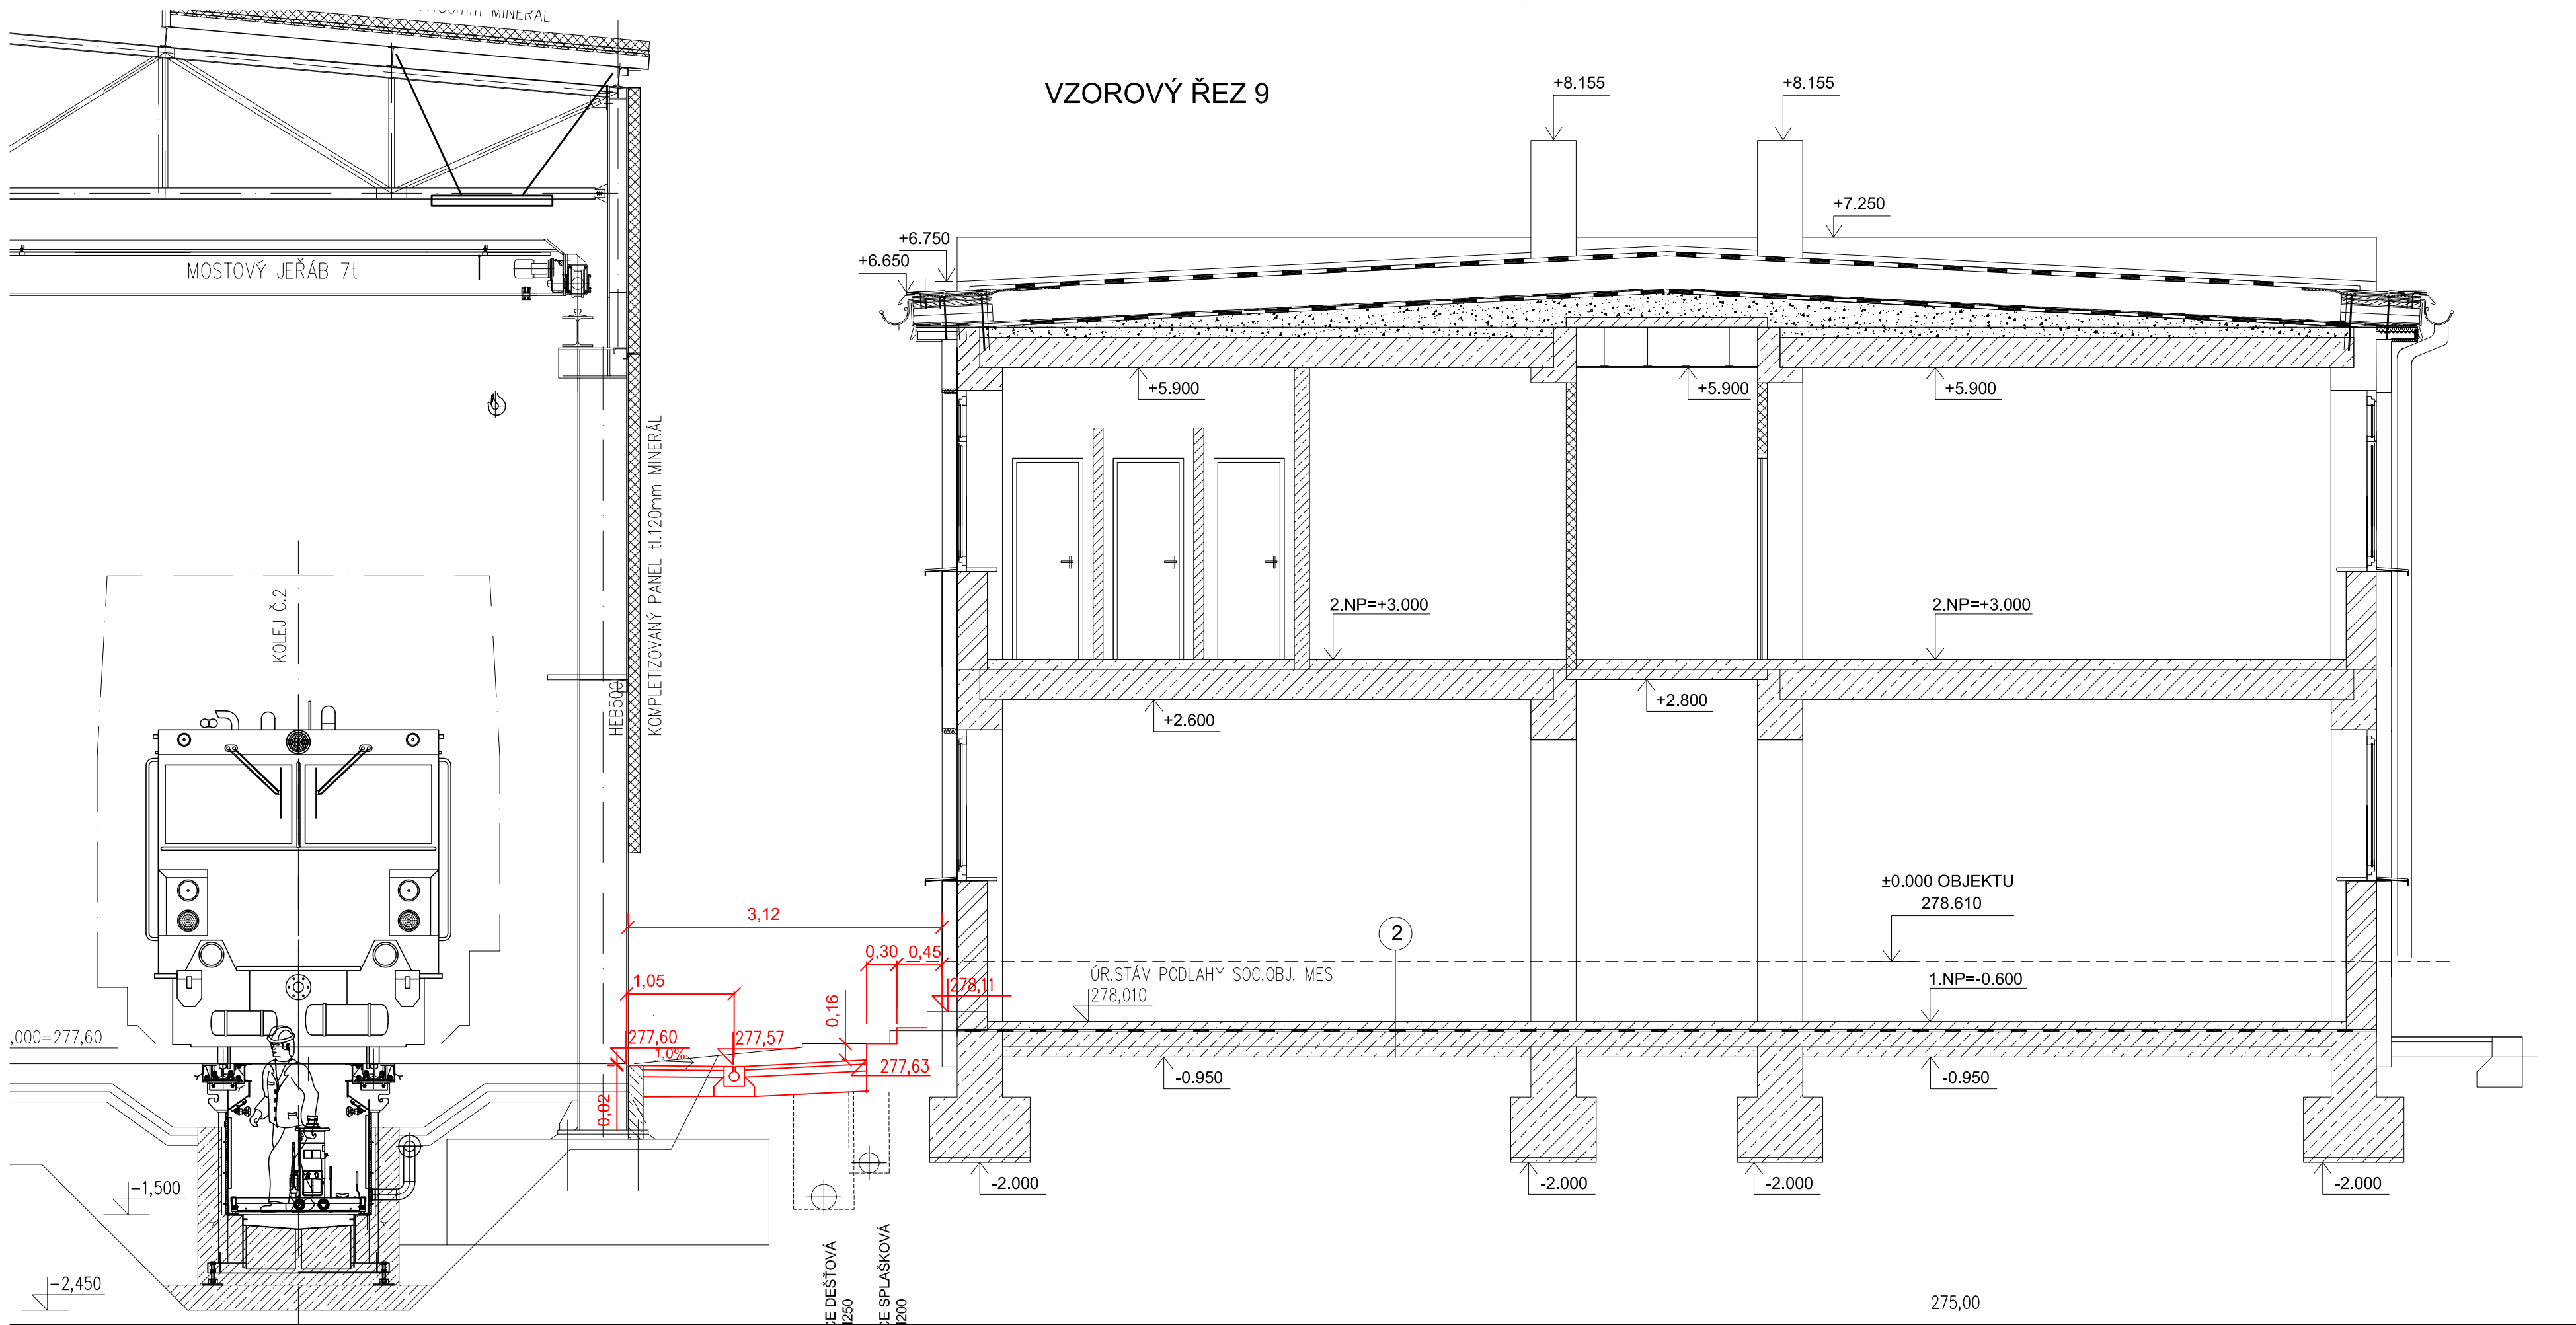 MINERAL
VZOROVÝ ŘEZ 9
+8.155
+8.155
+7.250
+6.750
+6.650
MOSTOVÝ JEŘÁB 7t
+5.900
+5.900
+5.900
KOMPLETIZOVANÝ PANEL tl.120mm MINERÁL
HEB500
KOLEJ Č.2
2.NP=+3.000
2.NP=+3.000
+2.600
+2.800
±0.000 OBJEKTU
278.610
3,12
0,30
0,45
2
ÚR.STÁV PODLAHY SOC.OBJ. MES
278,010
1.NP=-0.600
1,05
278,11
0,16
,000=277,60
277,60
277,57
1,0%
277,63
0,02
-0.950
-0.950
-1,500
-2.000
-2.000
-2.000
-2.000
-2,450
CE DEŠŤOVÁ
N250
CE SPLAŠKOVÁ
N200
275,00